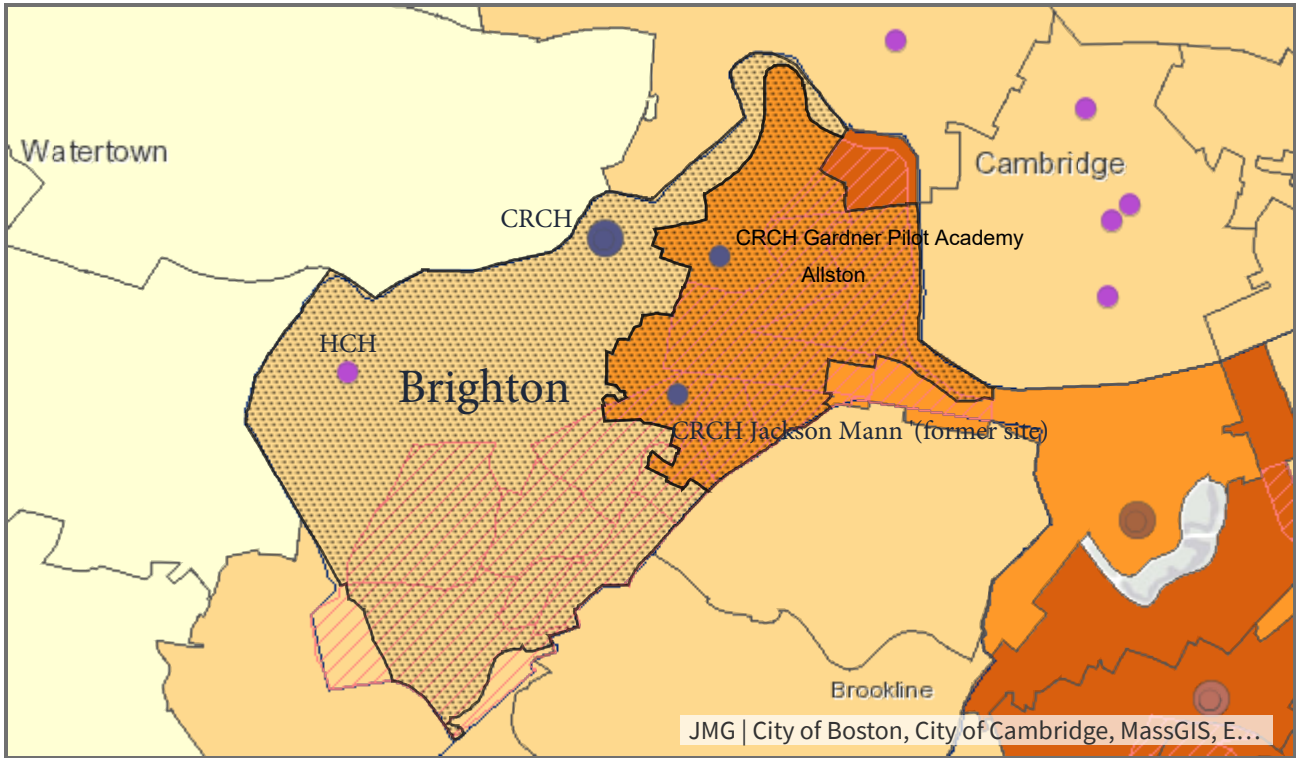 Watertown
Cambridge
CRCH
CRCH Gardner Pilot Academy
Allston
HCH
Brighton
CRCH Jackson Mann (former site)
Brookline
JMG | City of Boston, City of Cambridge, MassGIS, E…